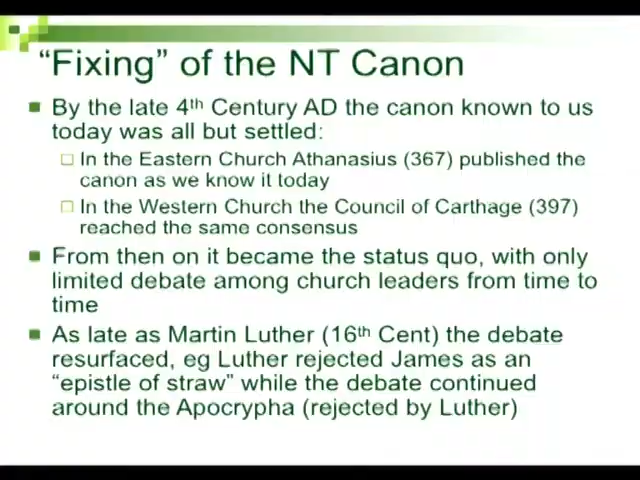 “Fixing” of the NT Canon
By the late 4th Century AD the canon known to us
today was all but settled:
In the Eastern Church Athanasius (367) published the
canon as we know it today
In the Western Church the Council of Carthage (397)
reached the same consensus
From then on it became the status quo, with only
limited debate among church leaders from time to
time
As late as Martin Luther (16th Cent) the debate
resurfaced, eg Luther rejected James as an
“epistle of straw” while the debate continued
around the Apocrypha (rejected by Luther)